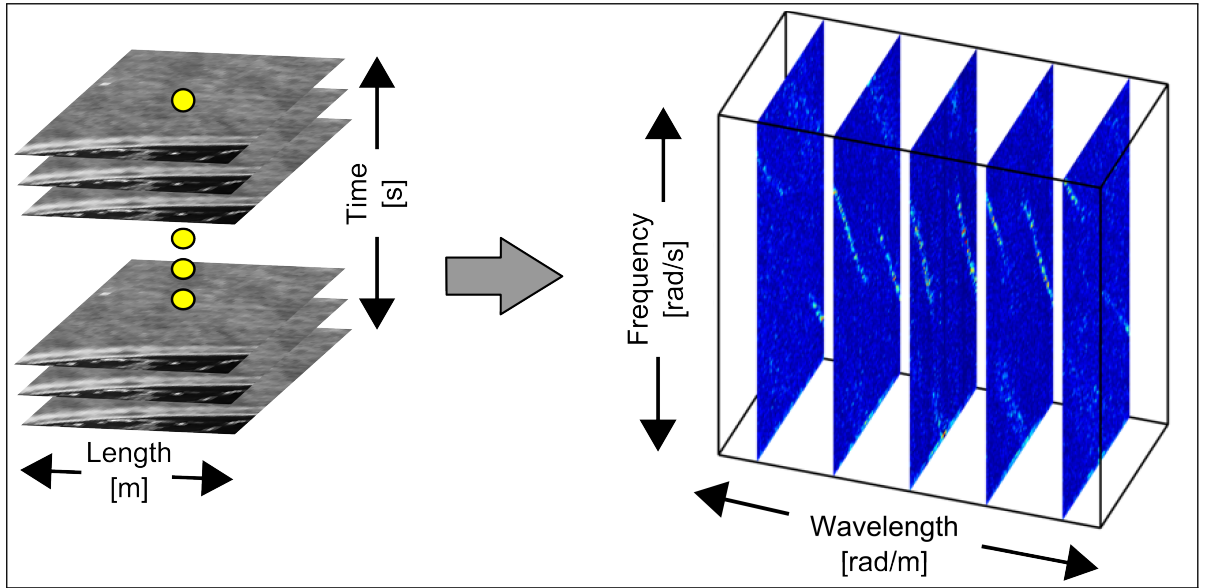 Time
[s]
Length
[m]
Frequency
[rad/s]
Wavelength
[rad/m]